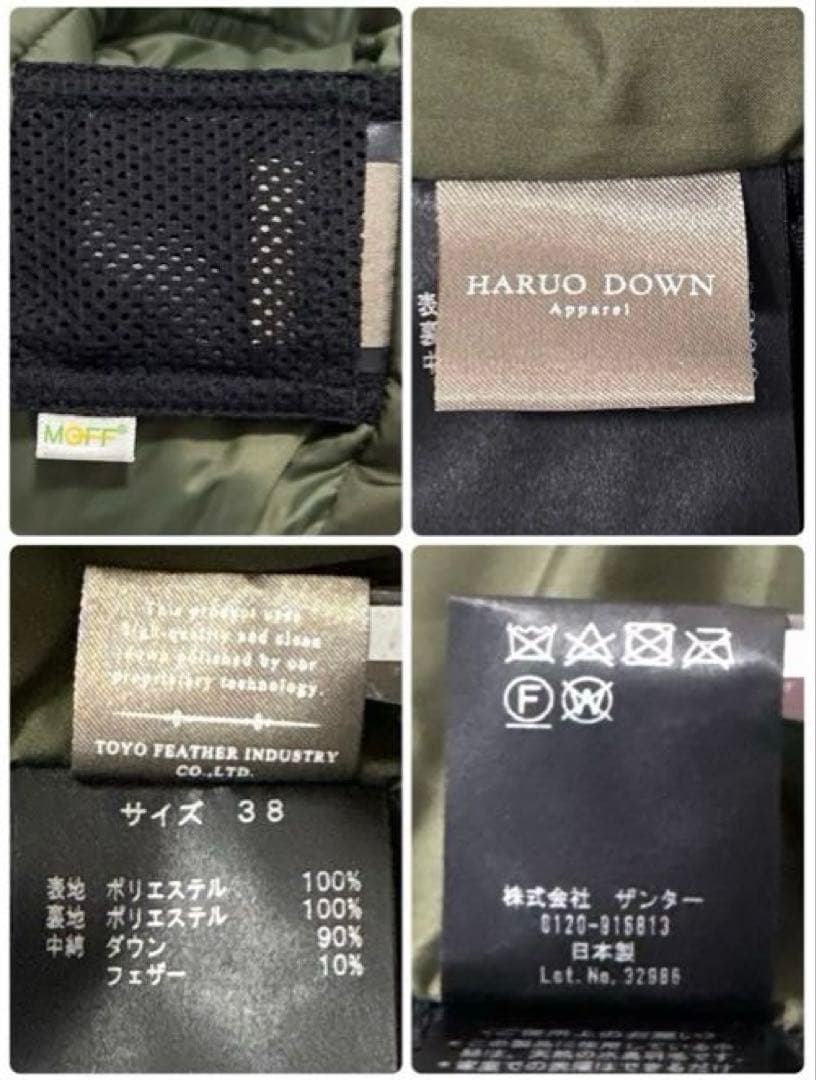 MOFF®
HARUO DOWN
Apparel
表
裏
中
This product uses
high-quality and clean
down polished by our
proprietary technology.
TOYO FEATHER INDUSTRY
CO.,LTD.
サイズ 38
表地 ポリエステル 100%
裏地 ポリエステル 100%
中綿 ダウン 90%
フェザー 10%
F
W
株式会社 ザンター
0120-916813
日本製
Lot.No.32986